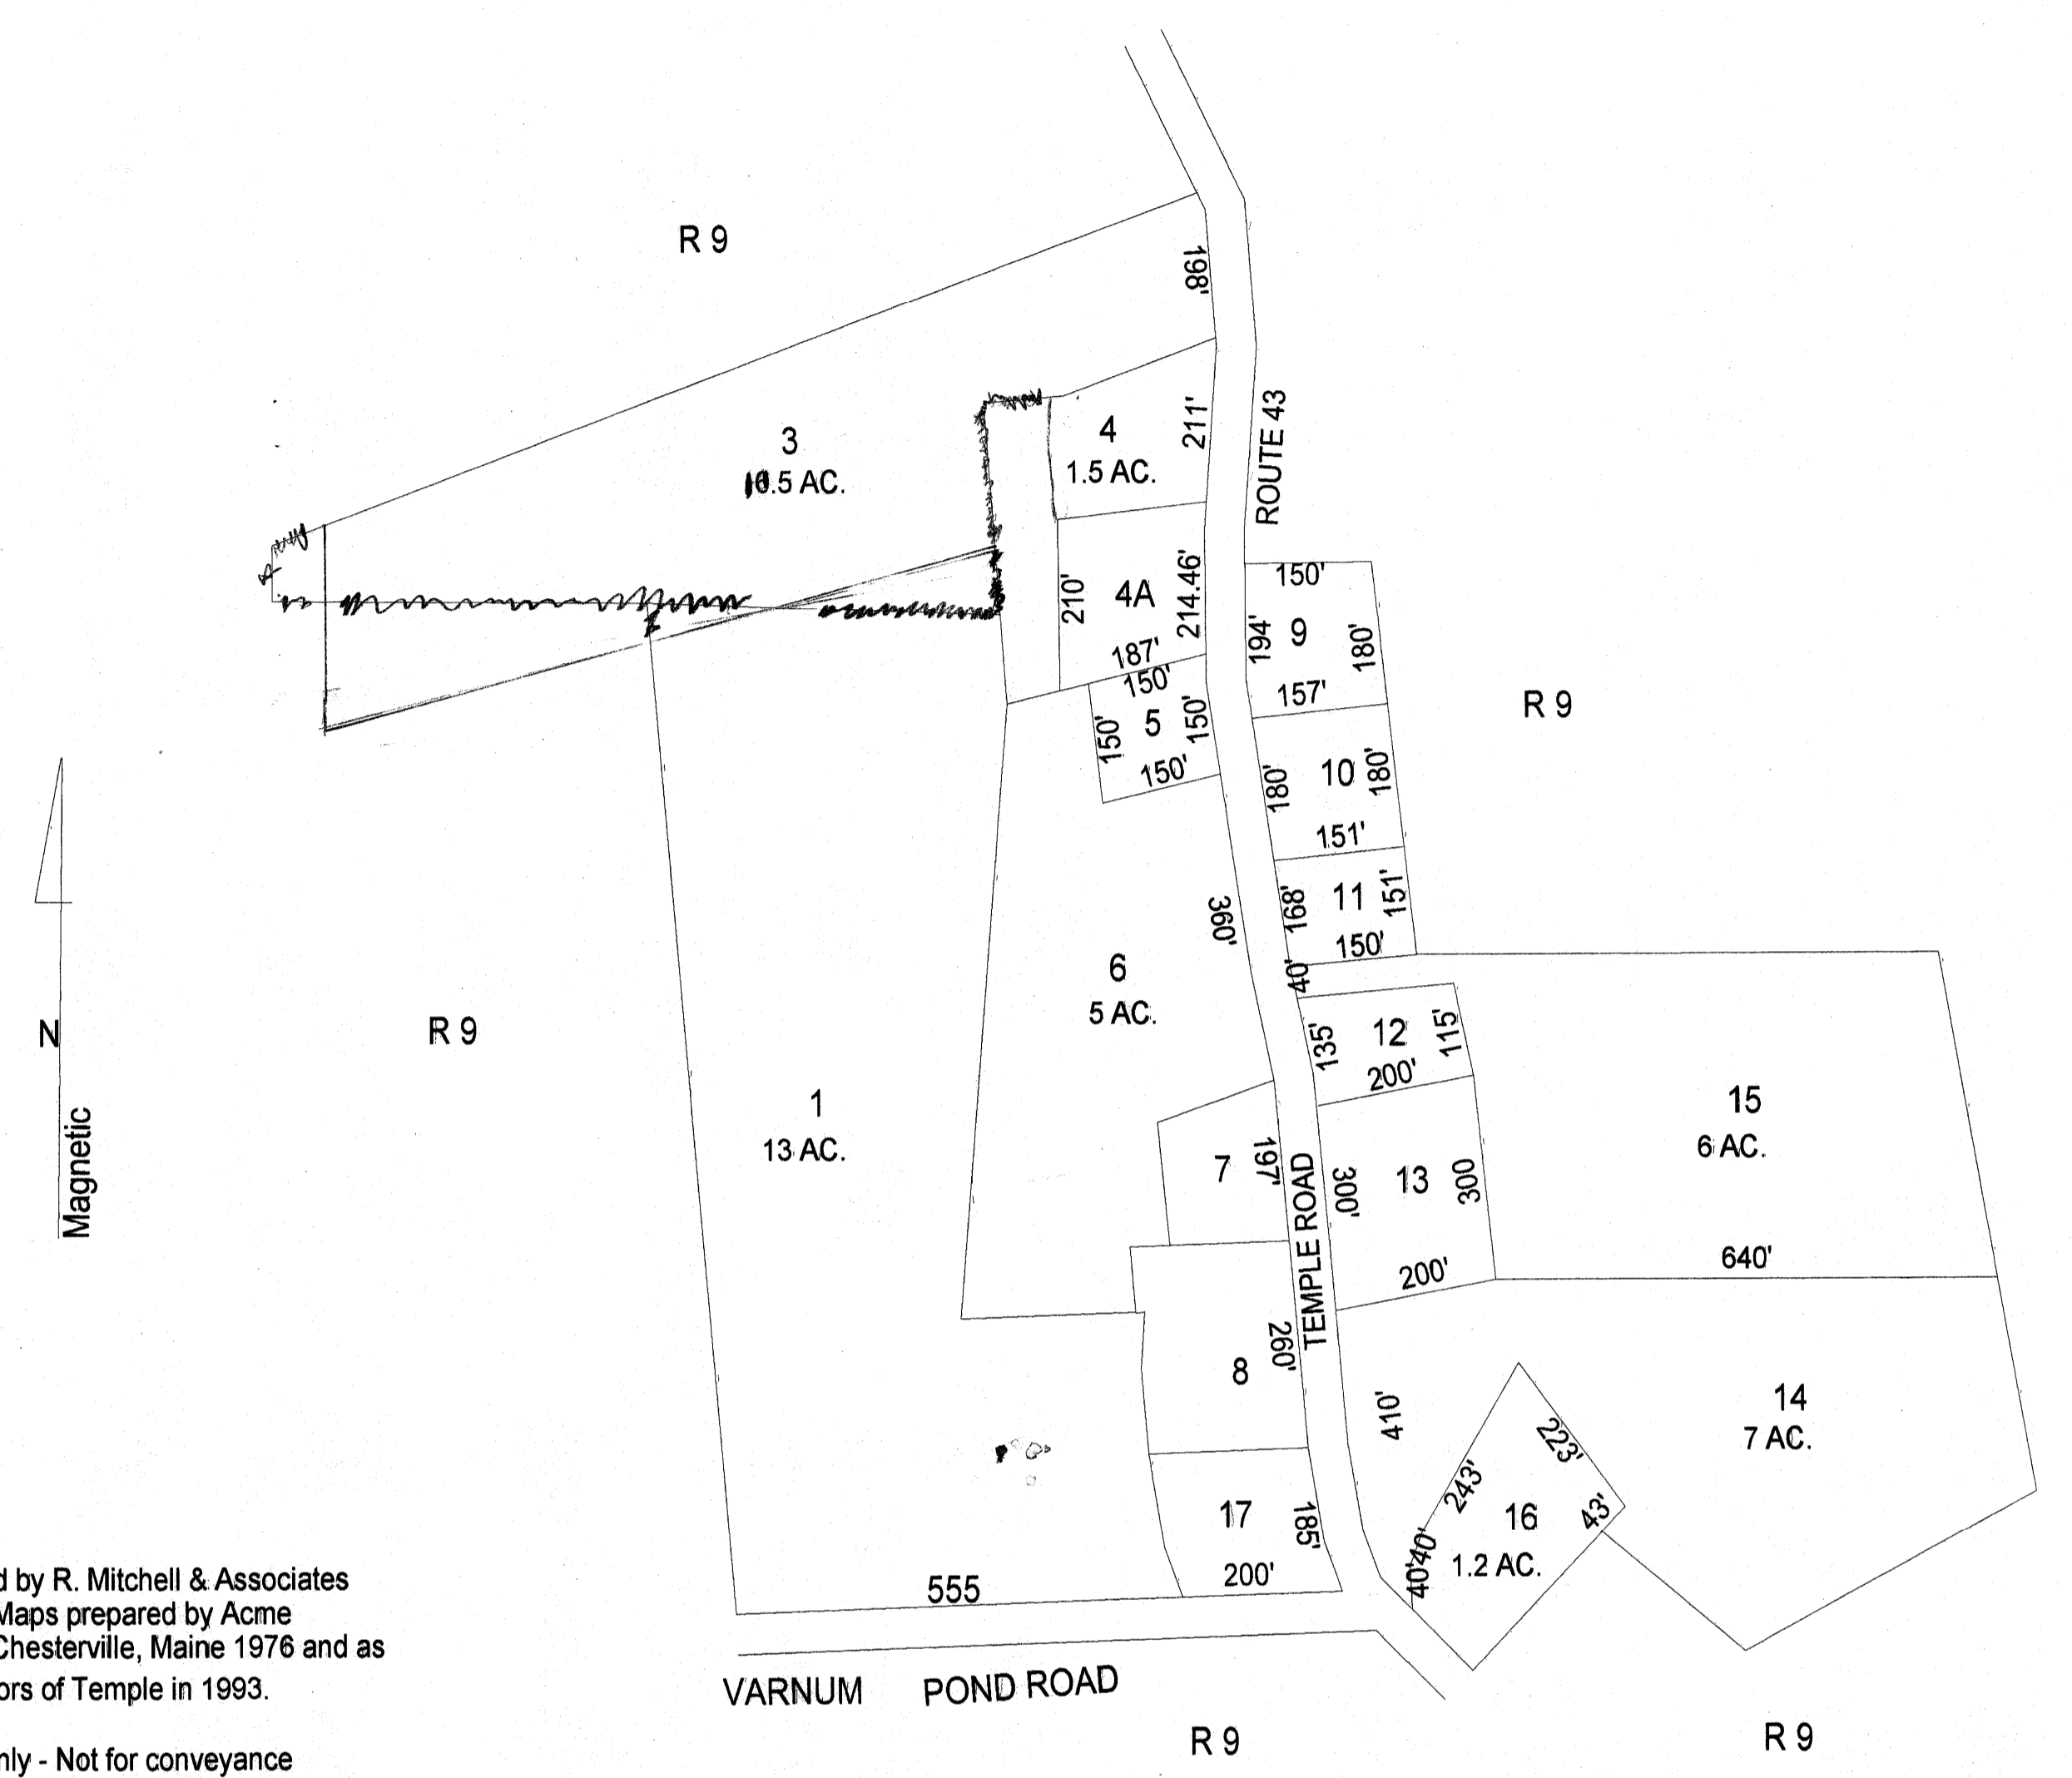 R 9
198'
3
10.5 AC.
4
1.5 AC.
211'
ROUTE 43
210'
4A
214.46'
187'
150'
194'
9
180'
157'
150'
150'
5
150'
150'
R 9
180'
10
180'
151'
168'
11
151'
150'
40'
360'
6
5 AC.
N
Magnetic
R 9
135'
12
115'
200'
1
13 AC.
7
197'
TEMPLE ROAD
300'
13
300
200'
15
6 AC.
640'
8
260'
410'
14
7 AC.
223'
243'
43'
16
1.2 AC.
40'
40'
17
185'
200'
555
d by R. Mitchell & Associates
Maps prepared by Acme
Chesterville, Maine 1976 and as
ors of Temple in 1993.
nly - Not for conveyance
VARNUM POND ROAD
R 9
R 9